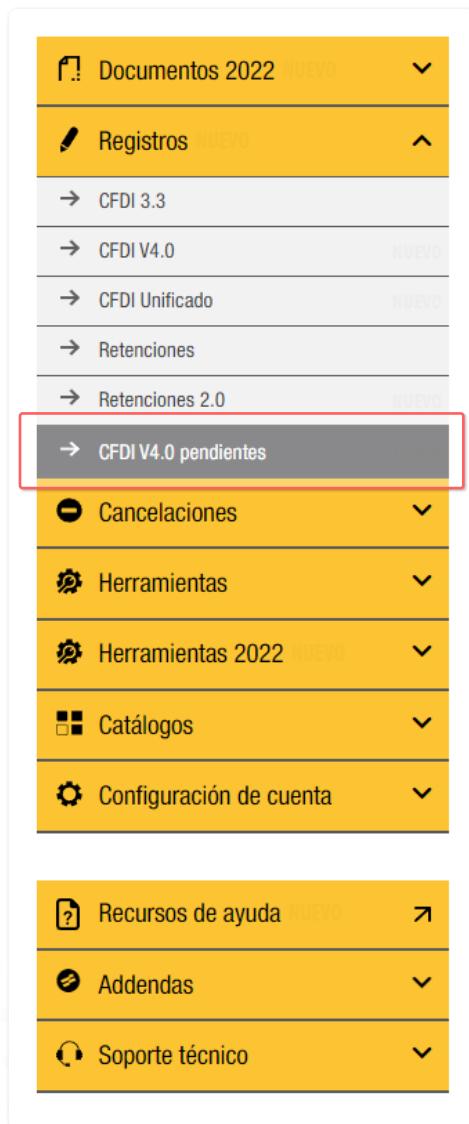 Documentos 2022 NUEVO
Registros NUEVO
CFDI 3.3
CFDI V4.0 NUEVO
CFDI Unificado NUEVO
Retenciones
Retenciones 2.0 NUEVO
CFDI V4.0 pendientes
Cancelaciones
Herramientas
Herramientas 2022 NUEVO
Catálogos
Configuración de cuenta
Recursos de ayuda NUEVO
Addendas
Soporte técnico